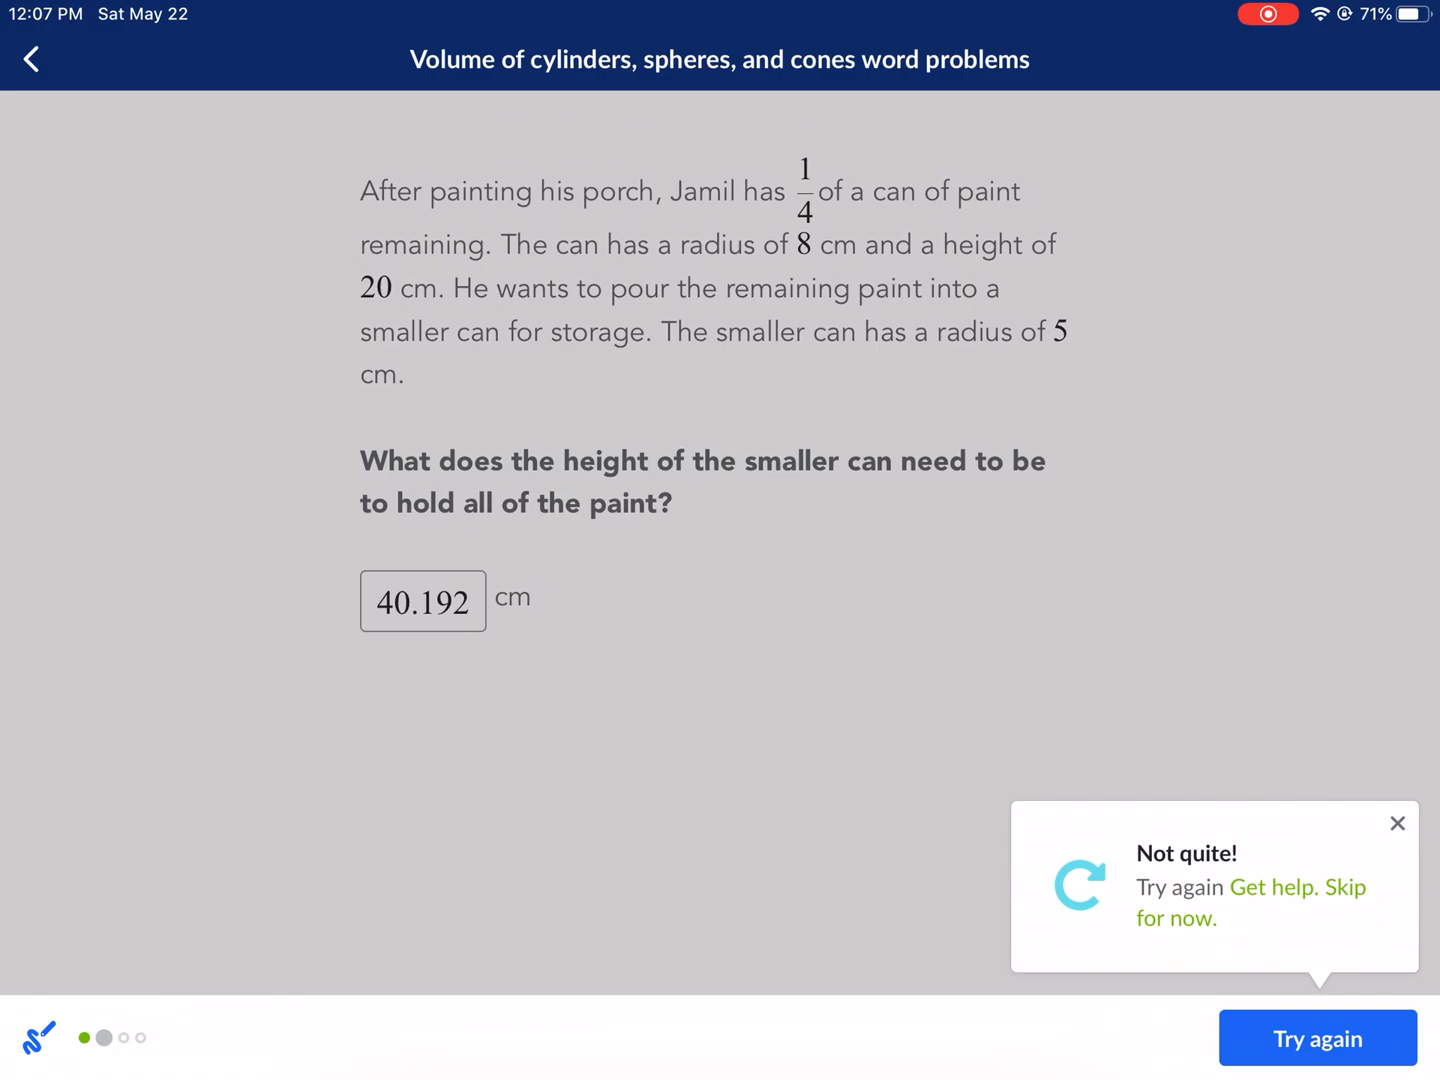 12:07 PM Sat May 22
71%
Volume of cylinders, spheres, and cones word problems
After painting his porch, Jamil has 1/4 of a can of paint
remaining. The can has a radius of 8 cm and a height of
20 cm. He wants to pour the remaining paint into a
smaller can for storage. The smaller can has a radius of 5
cm.
What does the height of the smaller can need to be
to hold all of the paint?
40.192 cm
Not quite!
Try again Get help. Skip
for now.
Try again